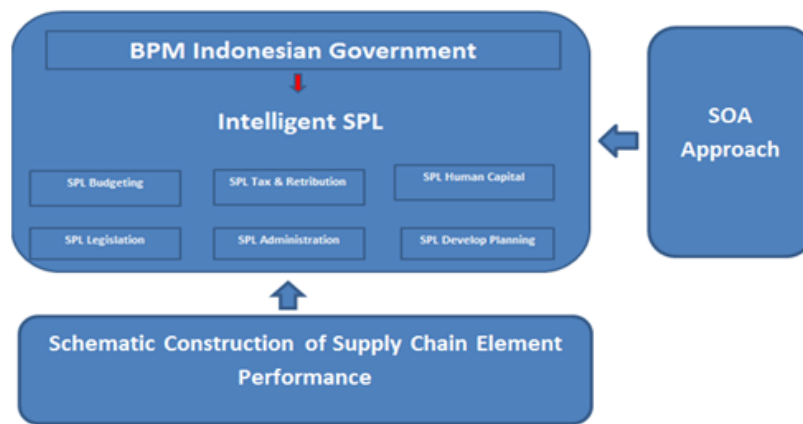 BPM Indonesian Government
Intelligent SPL
SPL Budgeting
SPL Tax & Retribution
SPL Human Capital
SPL Legislation
SPL Administration
SPL Develop Planning
SOA
Approach
Schematic Construction of Supply Chain Element
Performance